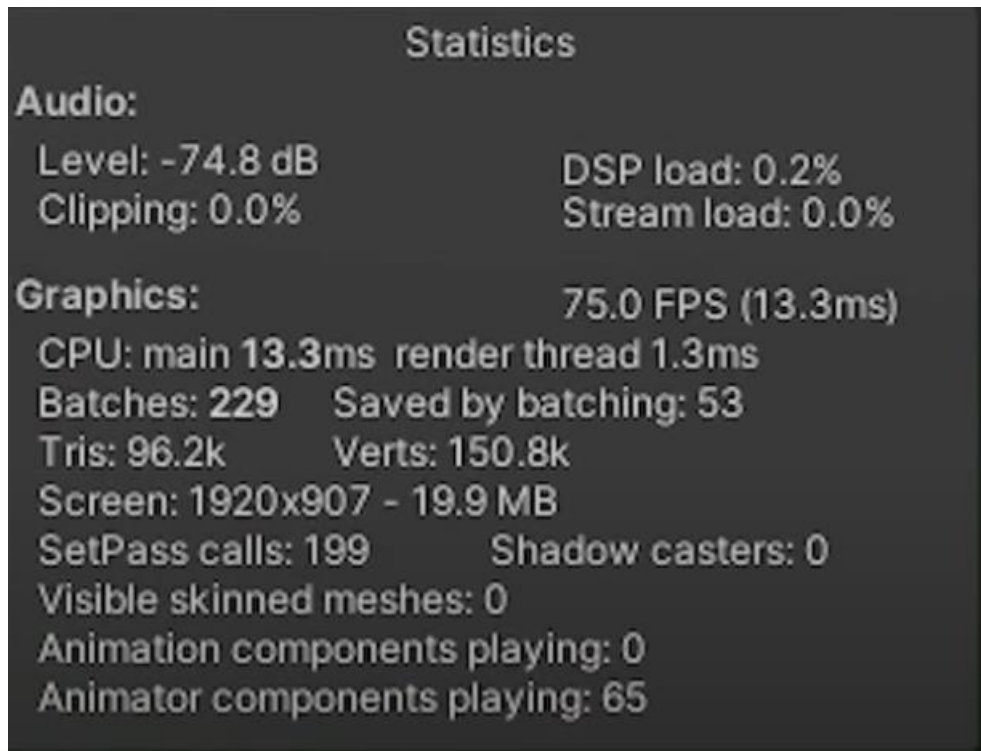 Statistics
Audio:
Level: -74.8 dB DSP load: 0.2%
Clipping: 0.0% Stream load: 0.0%
Graphics: 75.0 FPS (13.3ms)
CPU: main 13.3ms render thread 1.3ms
Batches: 229 Saved by batching: 53
Tris: 96.2k Verts: 150.8k
Screen: 1920x907 - 19.9 MB
SetPass calls: 199 Shadow casters: 0
Visible skinned meshes: 0
Animation components playing: 0
Animator components playing: 65